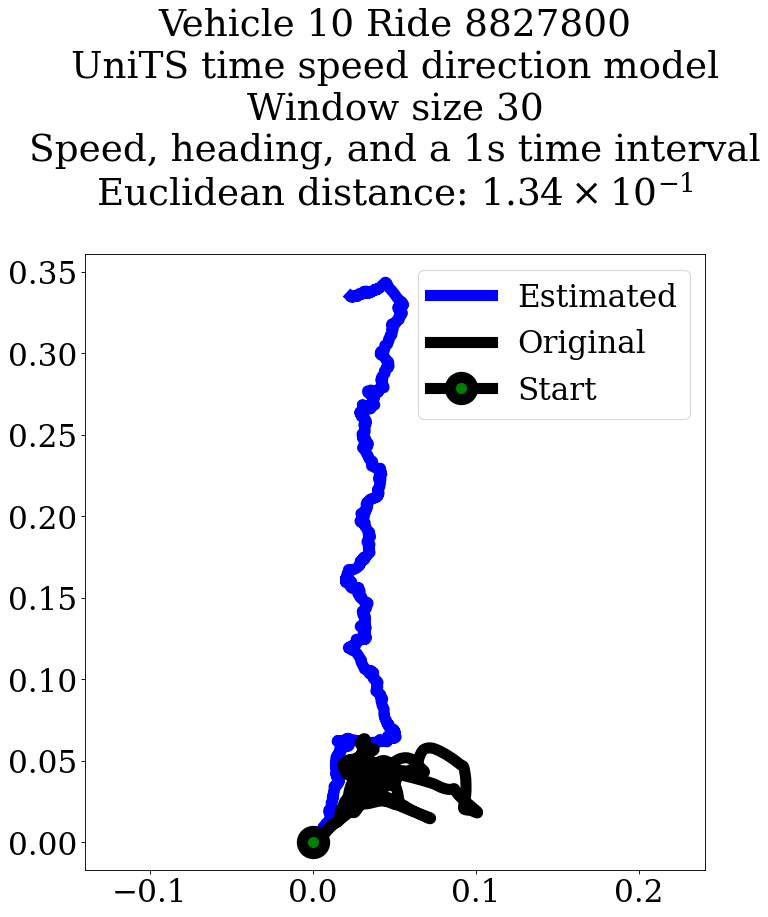 Vehicle 10 Ride 8827800
UniTS time speed direction model
Window size 30
Speed, heading, and a 1s time interval
Euclidean distance: 1.34 × 10⁻¹
Estimated
Original
Start
0.35
0.30
0.25
0.20
0.15
0.10
0.05
0.00
−0.1 0.0 0.1 0.2